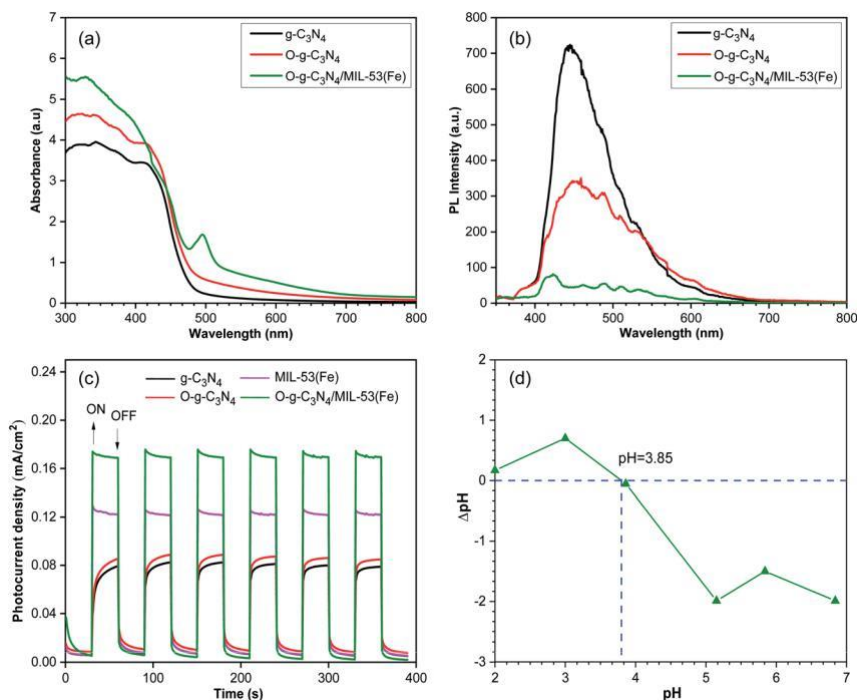 (a)
g-C₃N₄
O-g-C₃N₄
O-g-C₃N₄/MIL-53(Fe)
7
6
5
4
3
2
1
0
300 400 500 600 700 800
Absorbance (a.u)
Wavelength (nm)
(b)
g-C₃N₄
O-g-C₃N₄
O-g-C₃N₄/MIL-53(Fe)
800
700
600
500
400
300
200
100
0
400 500 600 700 800
PL Intensity (a.u.)
Wavelength (nm)
(c)
g-C₃N₄ MIL-53(Fe)
O-g-C₃N₄ O-g-C₃N₄/MIL-53(Fe)
ON
OFF
0.24
0.20
0.16
0.12
0.08
0.04
0.00
0 100 200 300 400
Photocurrent density (mA/cm²)
Time (s)
(d)
pH=3.85
2
1
0
-1
-2
-3
2 3 4 5 6 7
ΔpH
pH